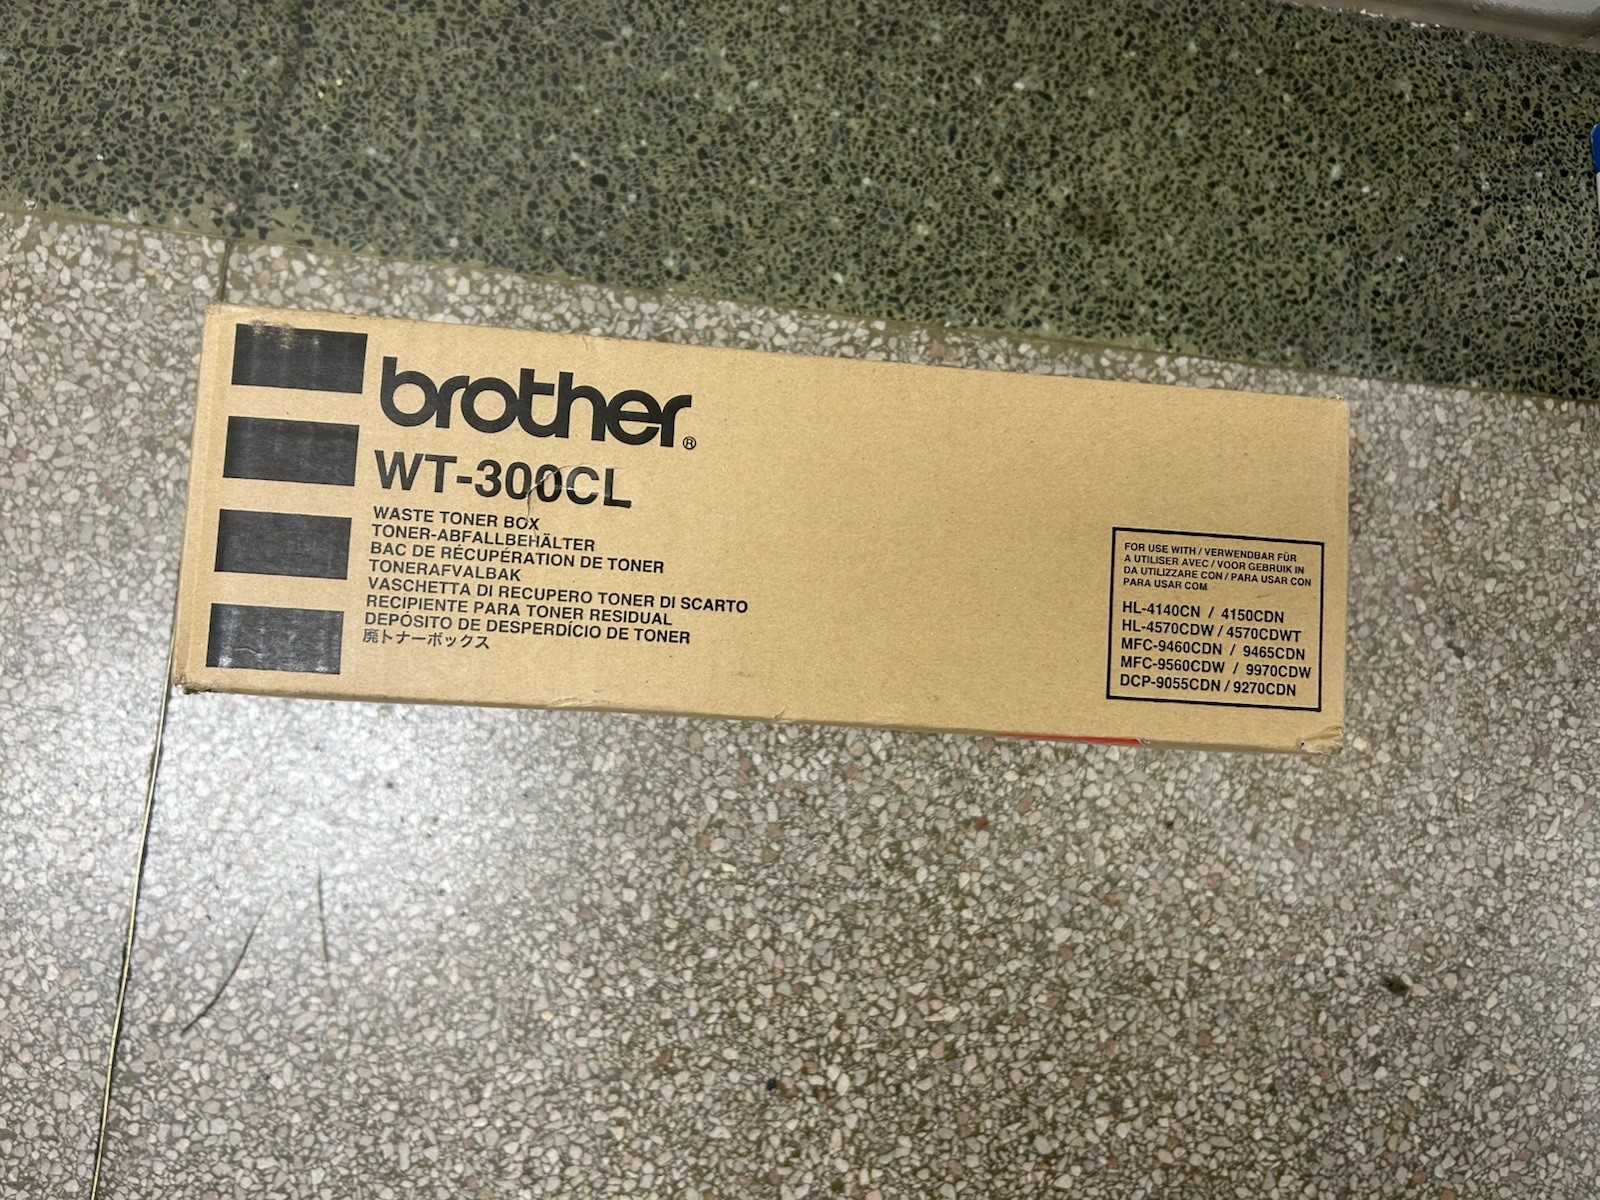 brother®
WT-300CL
WASTE TONER BOX
TONER-ABFALLBEHÄLTER
BAC DE RÉCUPÉRATION DE TONER
TONERAFVALBAK
VASCHETTA DI RECUPERO TONER DI SCARTO
RECIPIENTE PARA TONER RESIDUAL
DEPÓSITO DE DESPERDÍCIO DE TONER
廃トナーボックス
FOR USE WITH / VERWENDBAR FÜR
A UTILISER AVEC / VOOR GEBRUIK IN
DA UTILIZZARE CON / PARA USAR CON
PARA USAR COM
HL-4140CN / 4150CDN
HL-4570CDW / 4570CDWT
MFC-9460CDN / 9465CDN
MFC-9560CDW / 9970CDW
DCP-9055CDN / 9270CDN